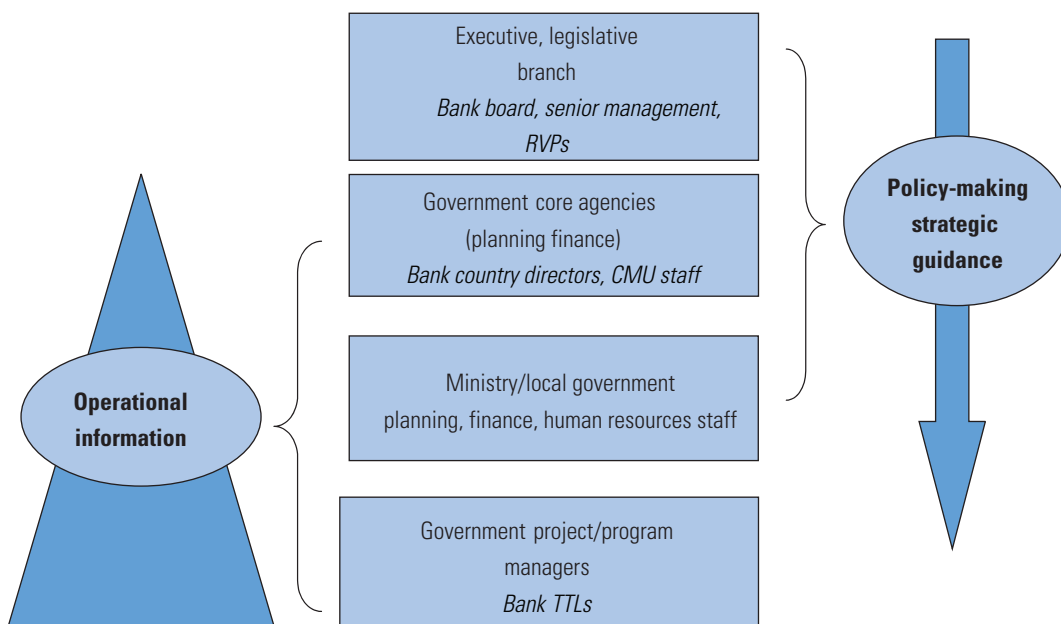 Executive, legislative
branch
Bank board, senior management,
RVPs
Government core agencies
(planning finance)
Bank country directors, CMU staff
Ministry/local government
planning, finance, human resources staff
Government project/program
managers
Bank TTLs
Operational
information
Policy-making
strategic
guidance